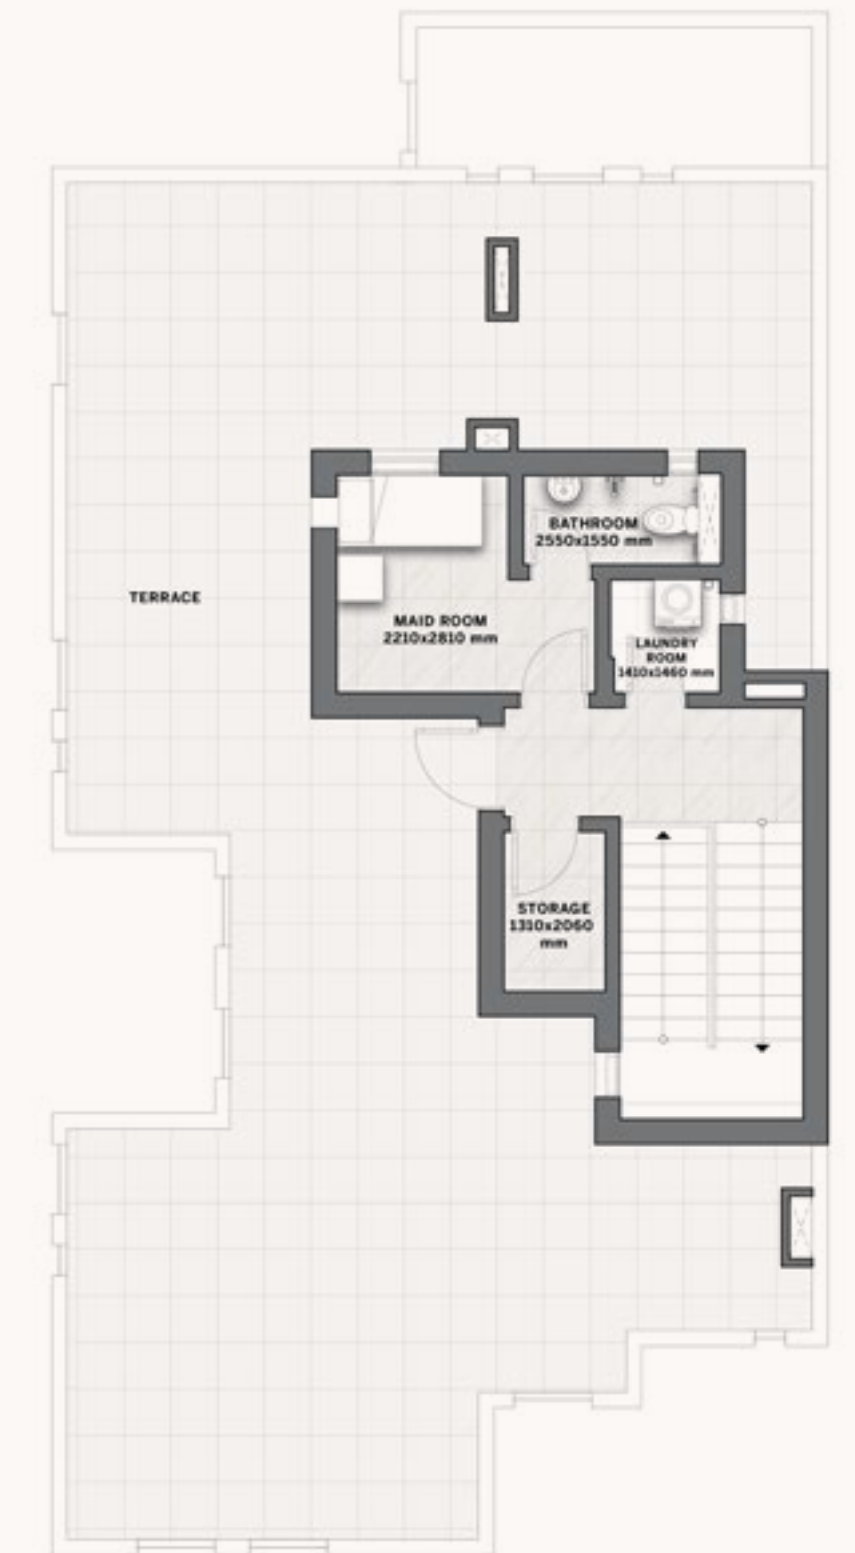 BATHROOM
2550x1550 mm
TERRACE
MAID ROOM
2210x2810 mm
LAUNDRY
ROOM
1410x1460 mm
STORAGE
1310x2060
mm